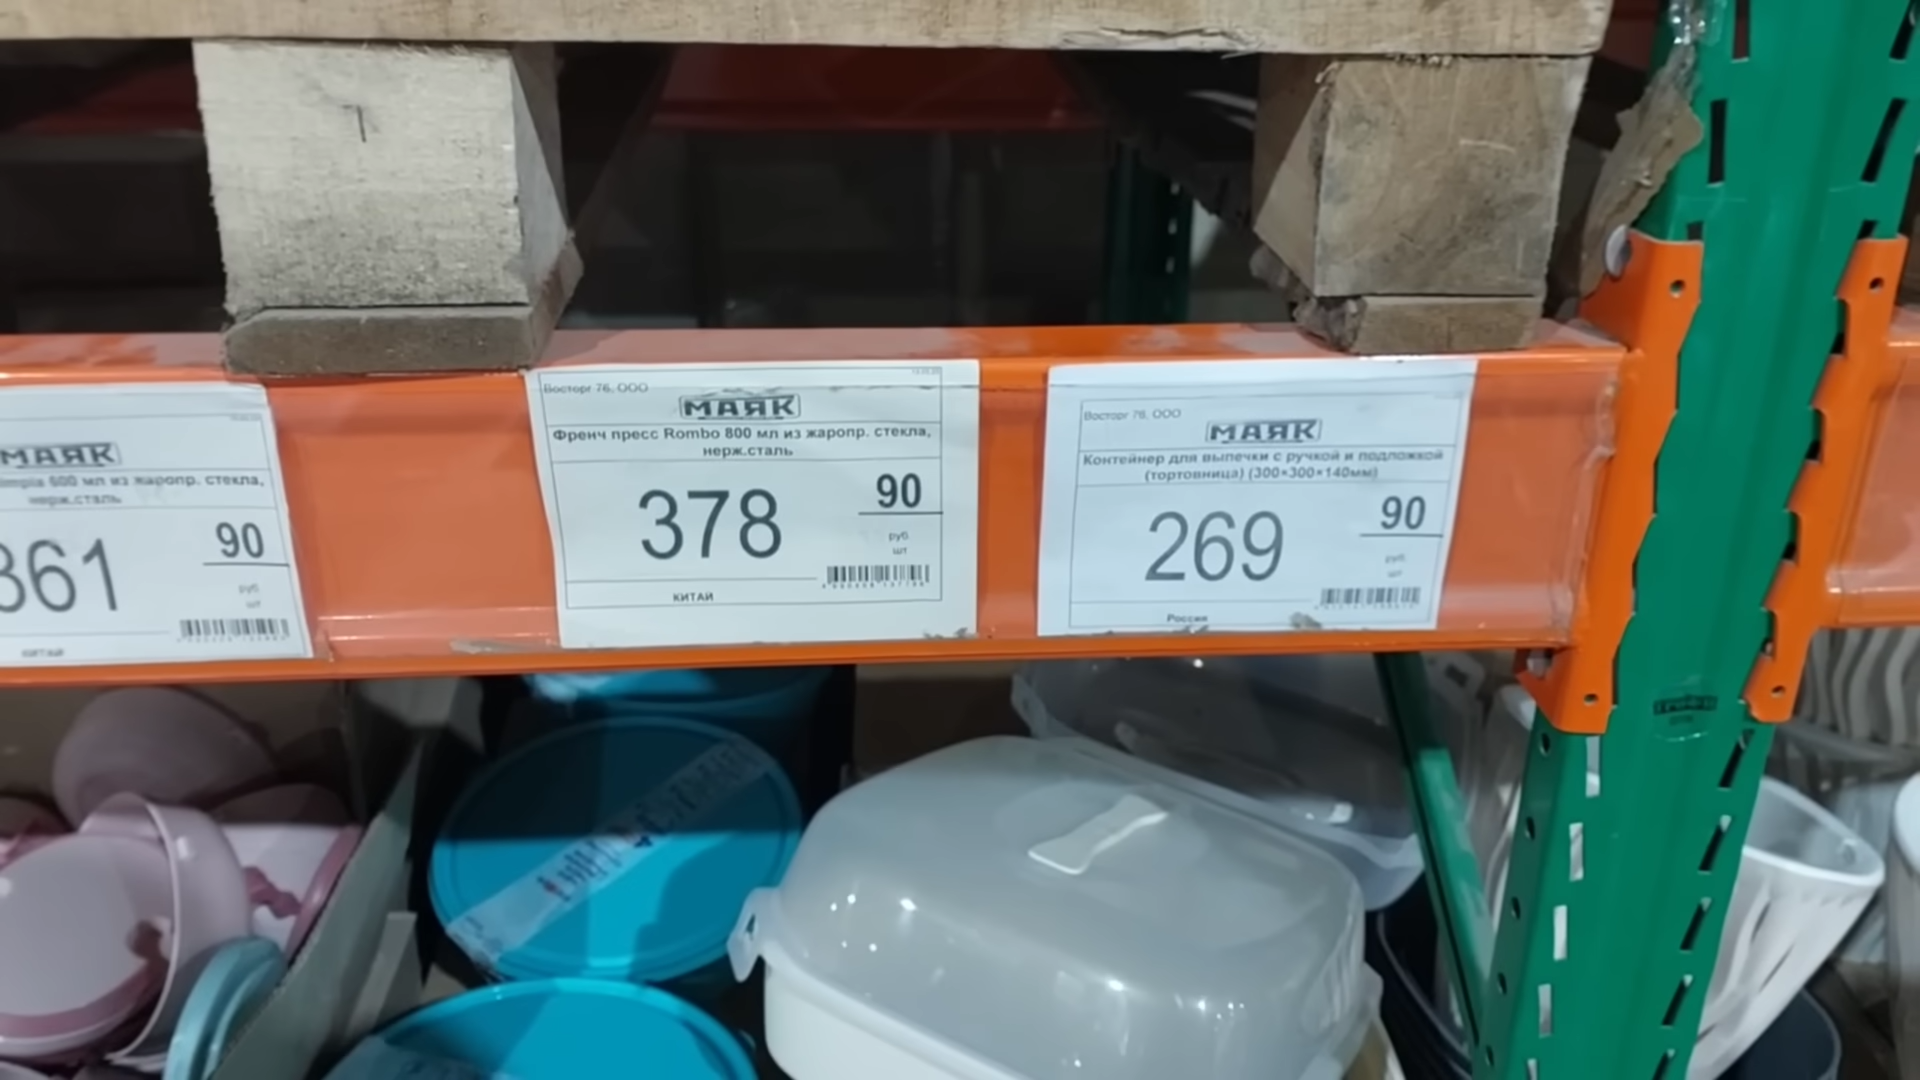 МАЯК
600 мл из жаропр. стекла,
нерж.сталь
361
90
руб
шт
КИТАЙ
Восторг 76, ООО
МАЯК
Френч пресс Rombo 800 мл из жаропр. стекла,
нерж.сталь
378
90
руб
шт
КИТАЙ
Восторг 76, ООО
МАЯК
Контейнер для выпечки с ручкой и подложкой
(тортовница) (300×300×140мм)
269
90
руб
шт
Россия